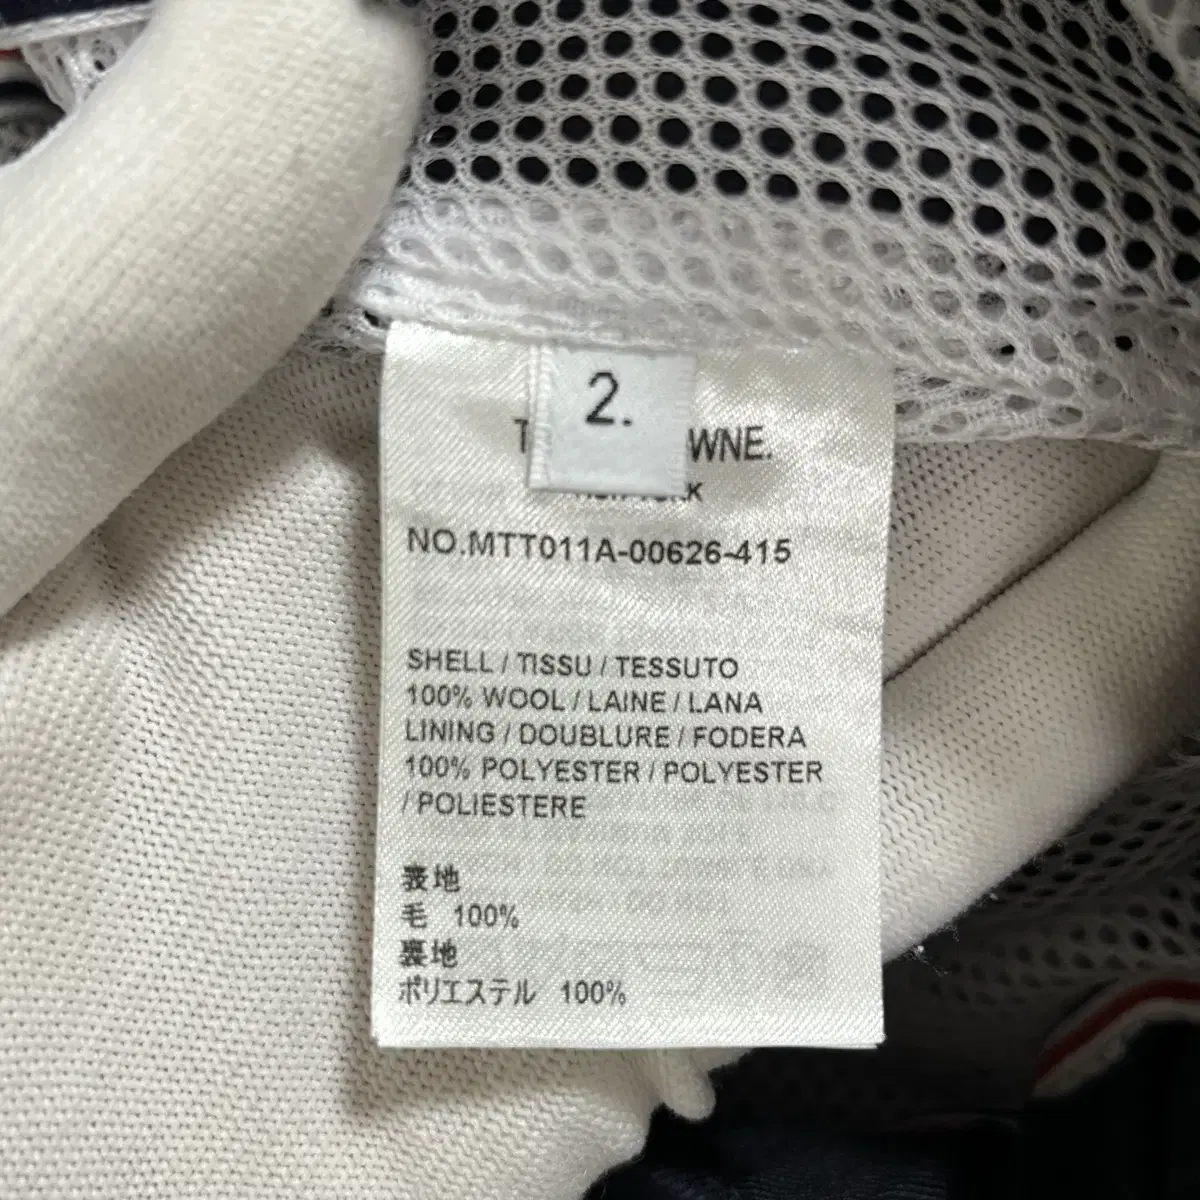 2.
WNE.
NO.MTT011A-00626-415
SHELL / TISSU / TESSUTO
100% WOOL / LAINE / LANA
LINING / DOUBLURE / FODERA
100% POLYESTER / POLYESTER
/ POLIESTERE
表地
毛 100%
裏地
ポリエステル 100%